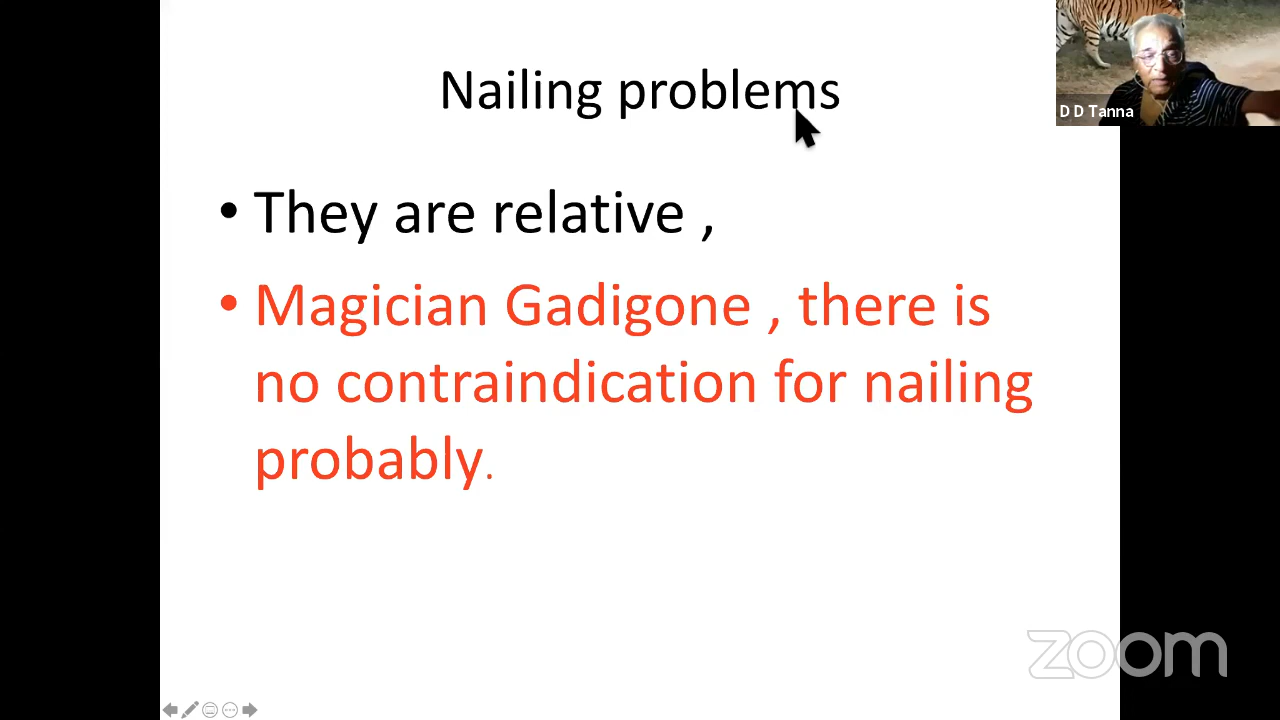 Nailing problems
D D Tanna
• They are relative ,
• Magician Gadigone , there is
no contraindication for nailing
probably.
zoom